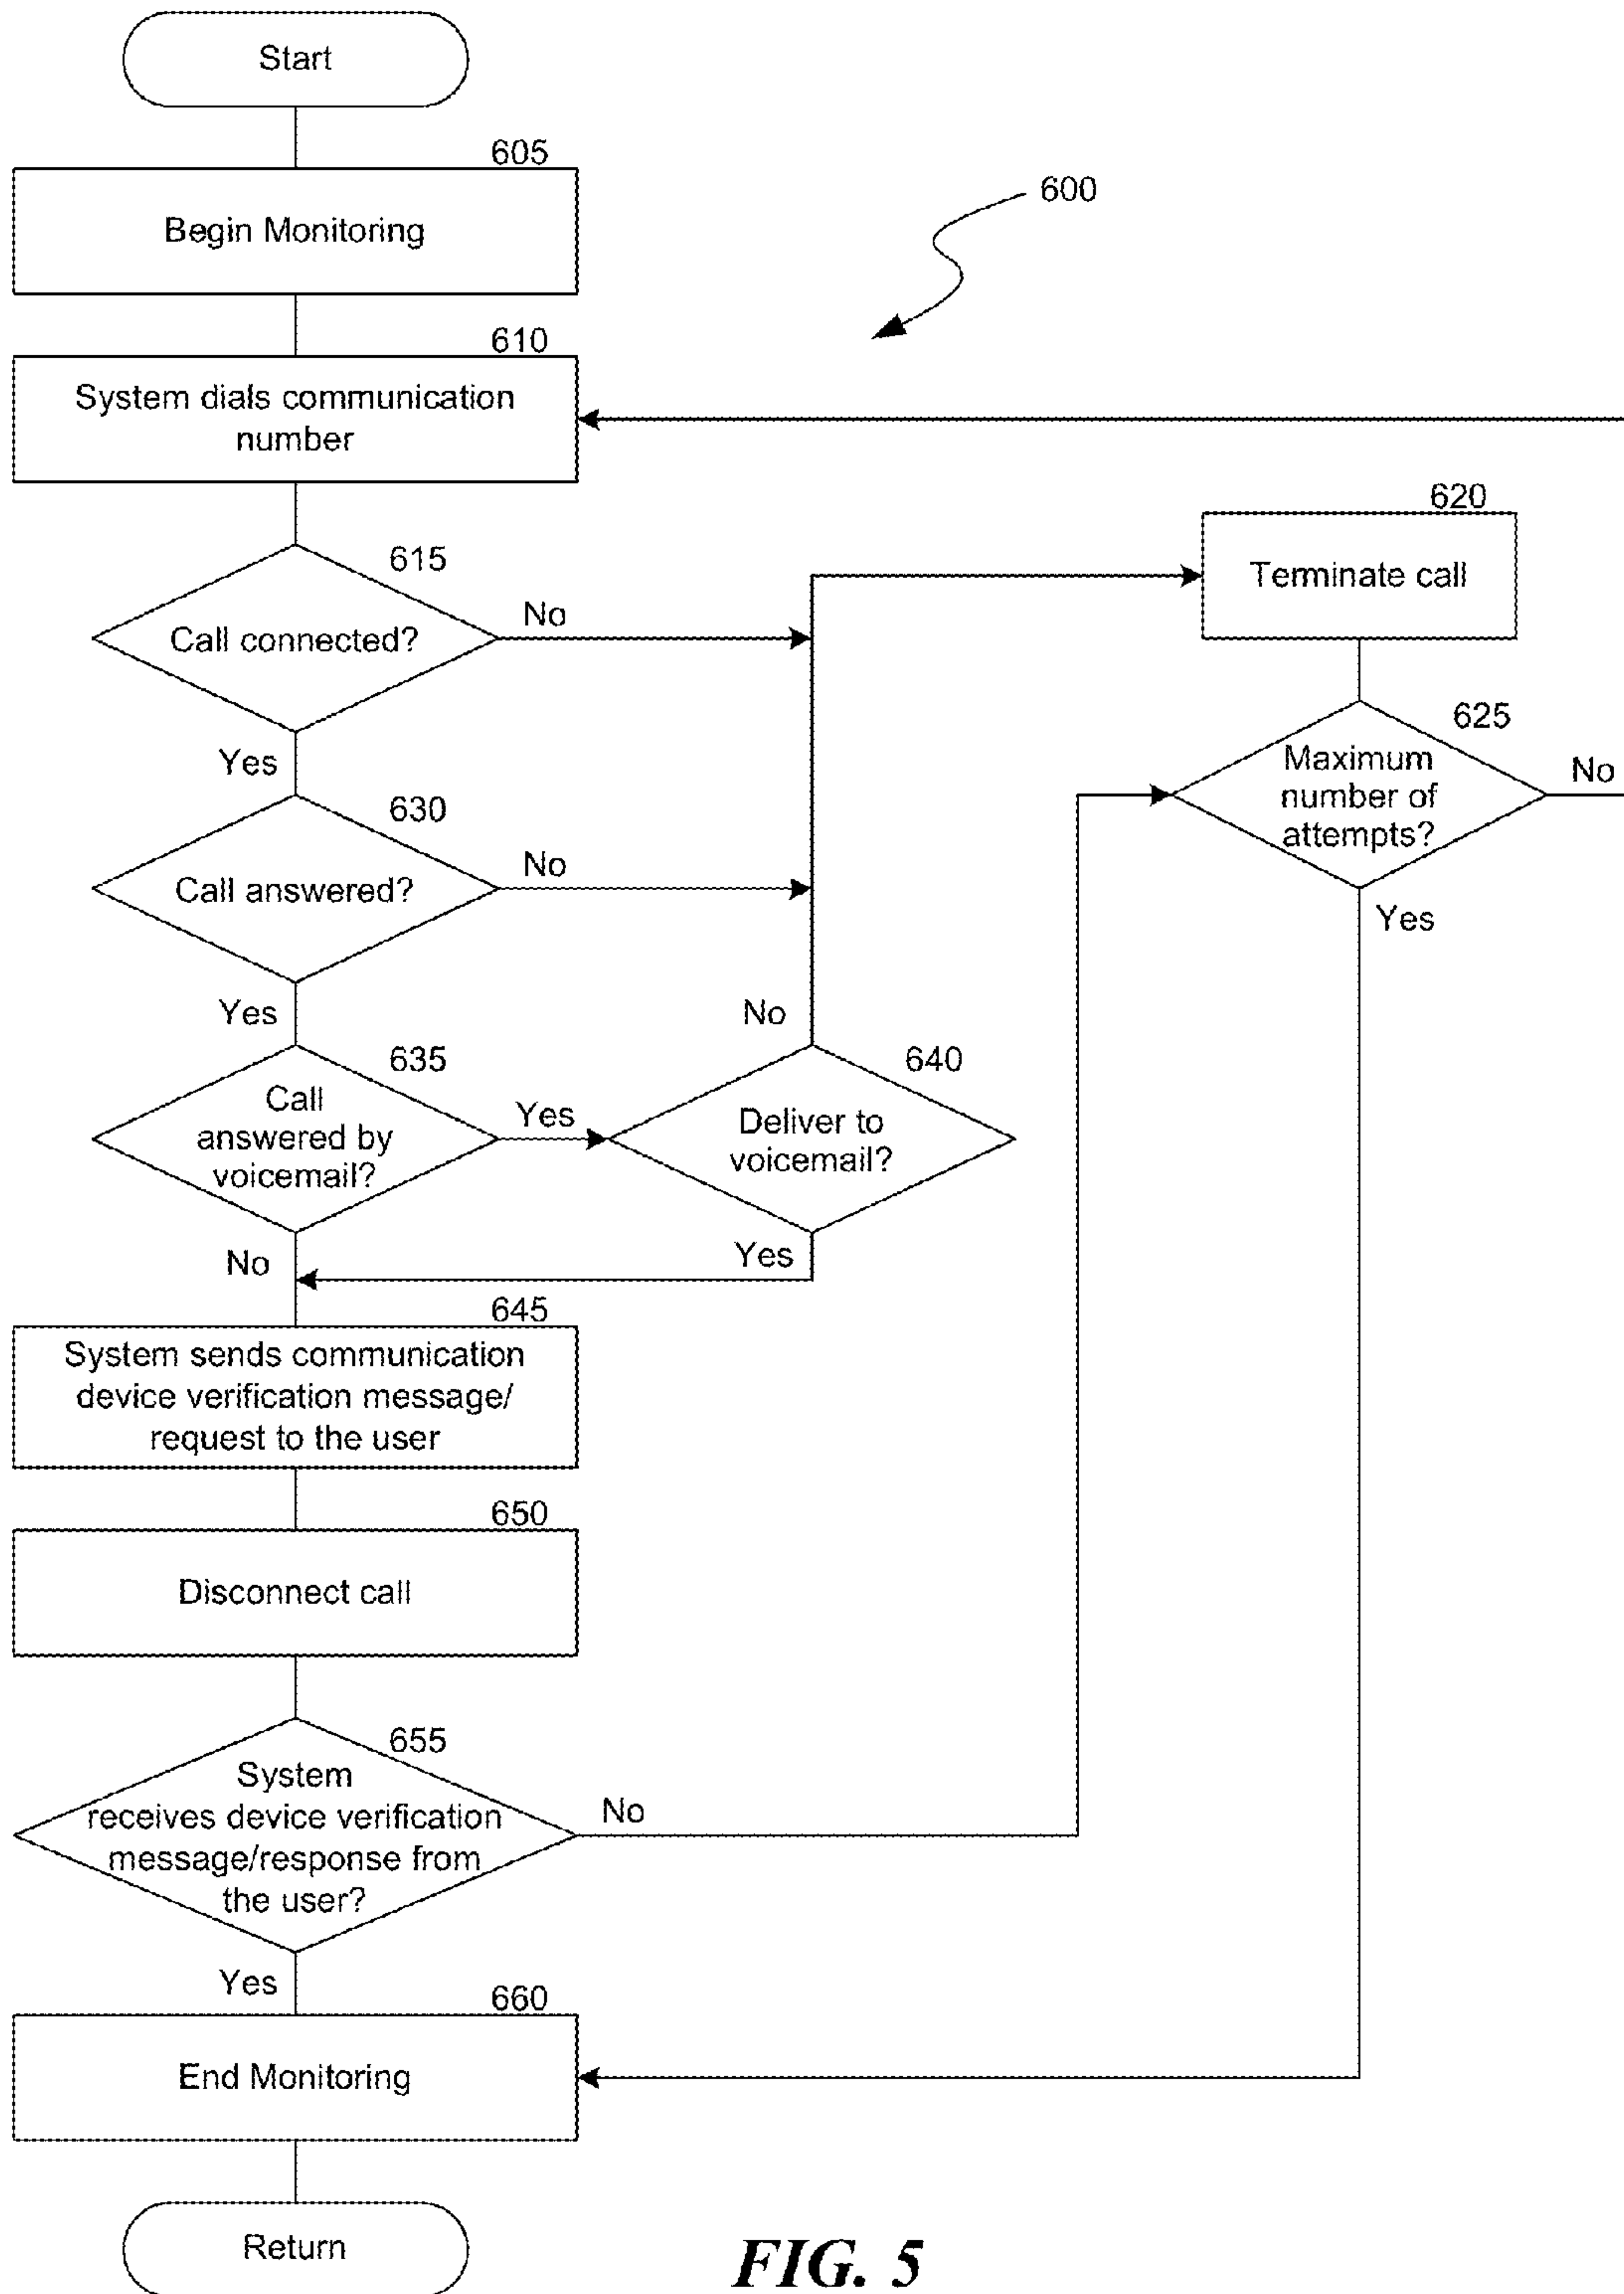 Start
605
Begin Monitoring
600
610
System dials communication
number
620
Terminate call
615
Call connected?
No
Yes
625
Maximum
number of
attempts?
No
Yes
630
Call answered?
No
Yes
635
Call
answered by
voicemail?
Yes
No
640
Deliver to
voicemail?
No
Yes
645
System sends communication
device verification message/
request to the user
650
Disconnect call
655
System
receives device verification
message/response from
the user?
No
Yes
660
End Monitoring
Return
FIG. 5